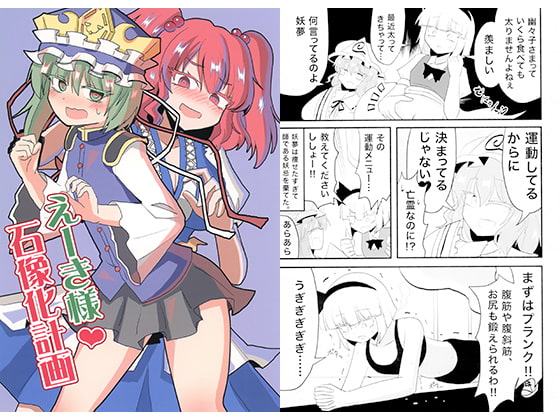 えーき様♥
石像化計画
幽々子さまって
いくら食べても
太りませんよねえ
羨ましい
最近太って
きちゃって…
何言ってるのよ
妖夢
運動してる
からに
決まってる
じゃない♥
亡霊なのに!?
その
運動メニュー…
教えてください
ししょー!!
妖夢は痩せたすぎて
師である妖忌を棄てた。
あらあら
まずはプランク!!
腹筋や腹斜筋、
お尻も鍛えられるわ!!
うぎぎぎぎぎ……